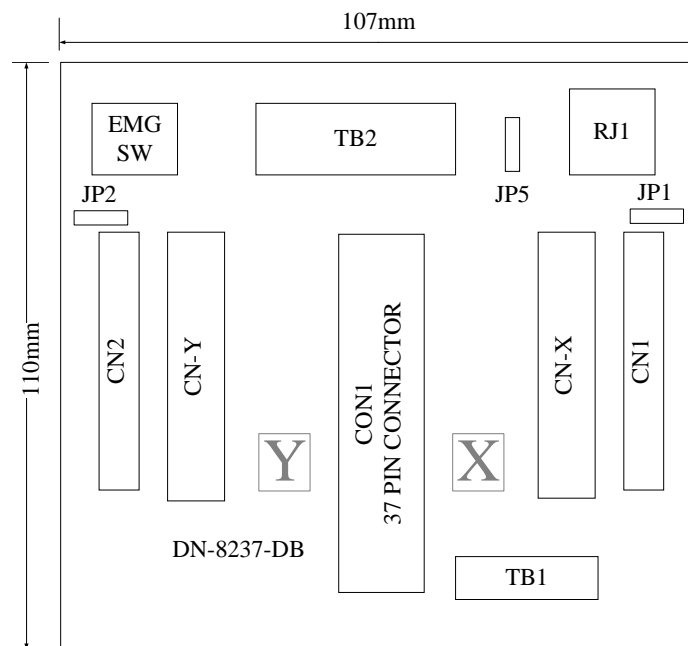 107mm
EMG
SW
TB2
RJ1
JP2
JP5
JP1
110mm
CN2
CN-Y
CON1
37 PIN CONNECTOR
CN-X
CN1
Y
X
DN-8237-DB
TB1